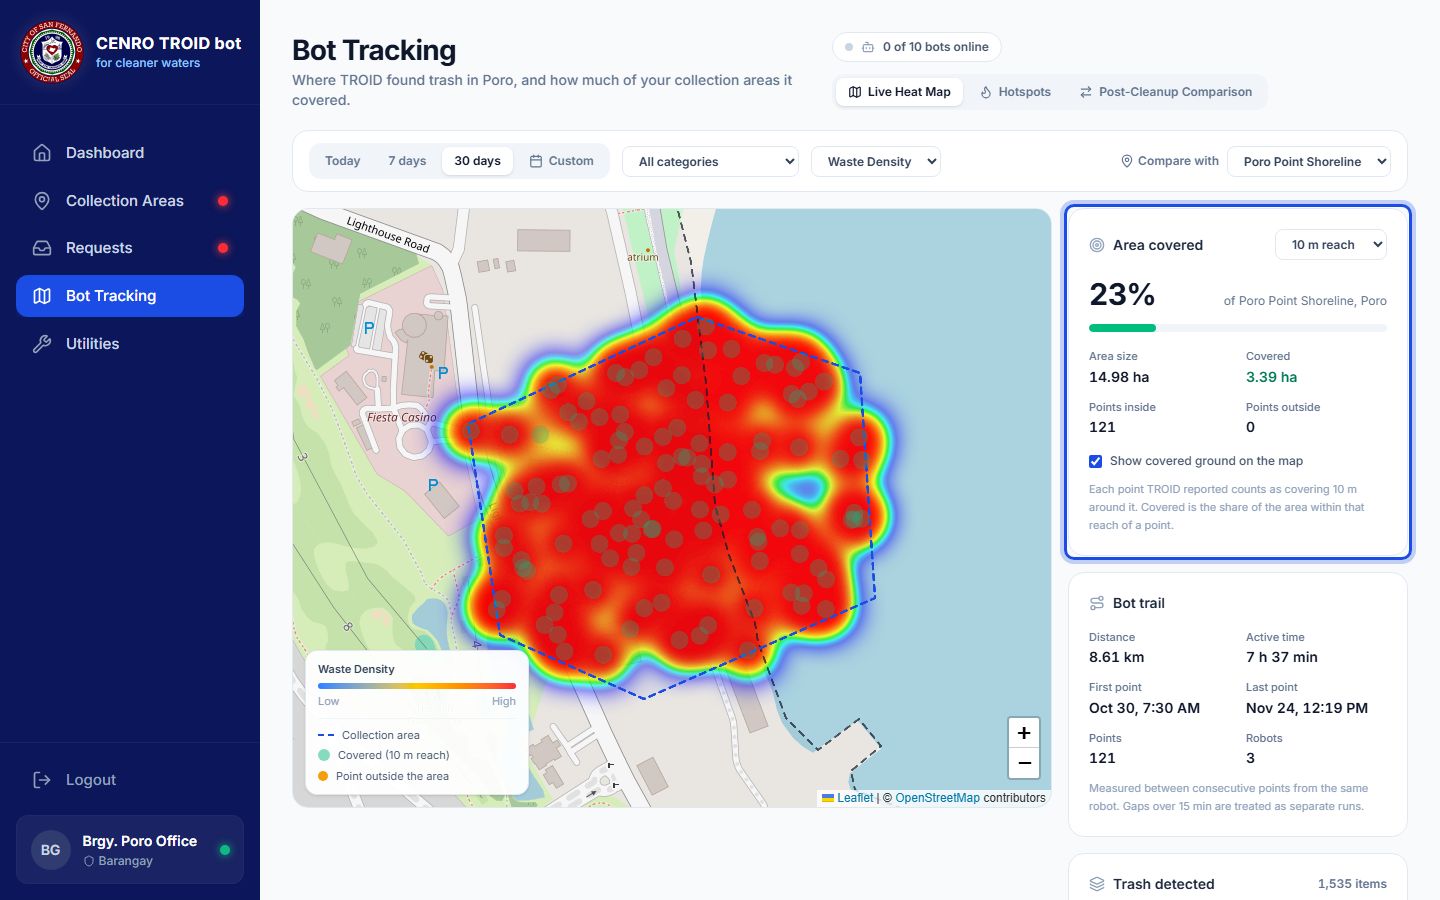 CITY OF SAN FERNANDO
OFFICIAL SEAL
CENRO TROID bot
for cleaner waters
Dashboard
Collection Areas
Requests
Bot Tracking
Utilities
Logout
BG
Brgy. Poro Office
Barangay
Bot Tracking
Where TROID found trash in Poro, and how much of your collection areas it
covered.
0 of 10 bots online
Live Heat Map
Hotspots
Post-Cleanup Comparison
Today
7 days
30 days
Custom
All categories
Waste Density
Compare with
Poro Point Shoreline
Lighthouse Road
atrium
P
P
Fiesta Casino
P
3
8
4
Waste Density
Low
High
Collection area
Covered (10 m reach)
Point outside the area
+
−
Leaflet | © OpenStreetMap contributors
Area covered
10 m reach
23%
of Poro Point Shoreline, Poro
Area size
Covered
14.98 ha
3.39 ha
Points inside
Points outside
121
0
Show covered ground on the map
Each point TROID reported counts as covering 10 m
around it. Covered is the share of the area within that
reach of a point.
Bot trail
Distance
Active time
8.61 km
7 h 37 min
First point
Last point
Oct 30, 7:30 AM
Nov 24, 12:19 PM
Points
Robots
121
3
Measured between consecutive points from the same
robot. Gaps over 15 min are treated as separate runs.
Trash detected
1,535 items